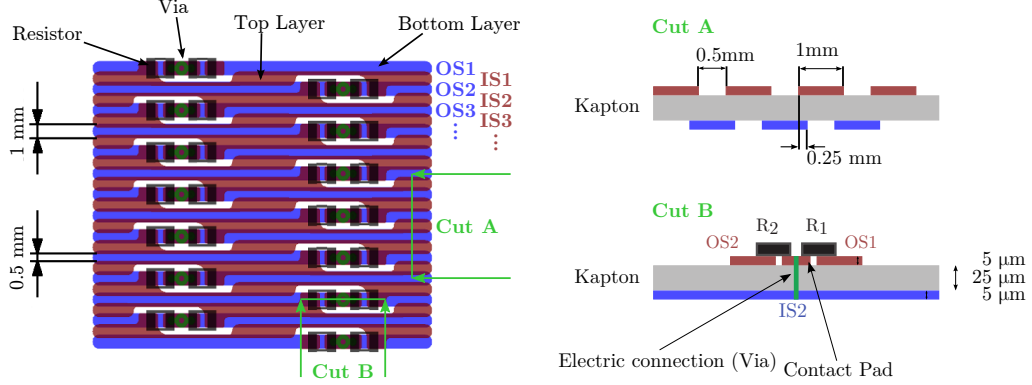 Via
Resistor
Top Layer
Bottom Layer
OS1
IS1
OS2
IS2
OS3
IS3
...
...
1 mm
0.5 mm
Cut A
Cut B
Cut A
0.5mm
1mm
Kapton
0.25 mm
Cut B
R2
R1
OS2
OS1
Kapton
5 μm
25 μm
5 μm
IS2
Electric connection (Via)
Contact Pad